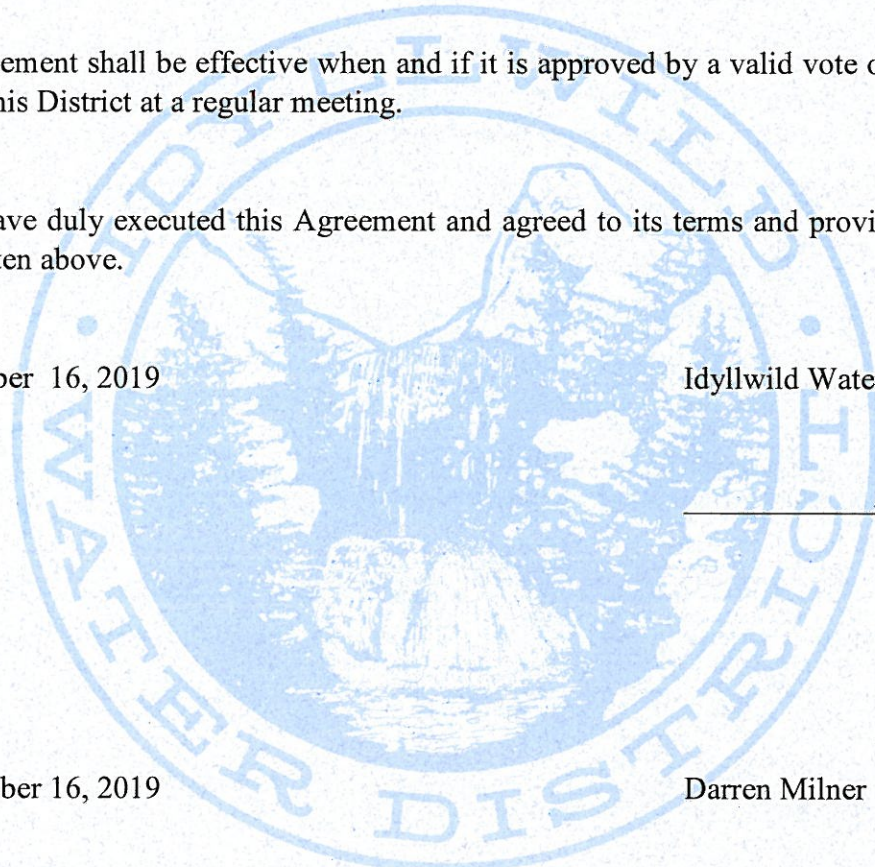 ement shall be effective when and if it is approved by a valid vote o
his District at a regular meeting.
ave duly executed this Agreement and agreed to its terms and provi
ten above.
ber 16, 2019
Idyllwild Wate
ber 16, 2019
Darren Milner
IDYLLWILD
WATER DISTRICT